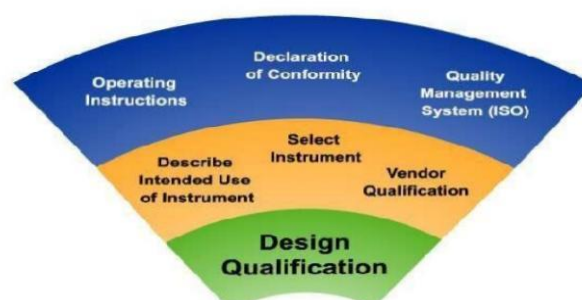 Operating
Instructions
Declaration
of Conformity
Quality
Management
System (ISO)
Describe
Intended Use
of Instrument
Select
Instrument
Vendor
Qualification
Design
Qualification